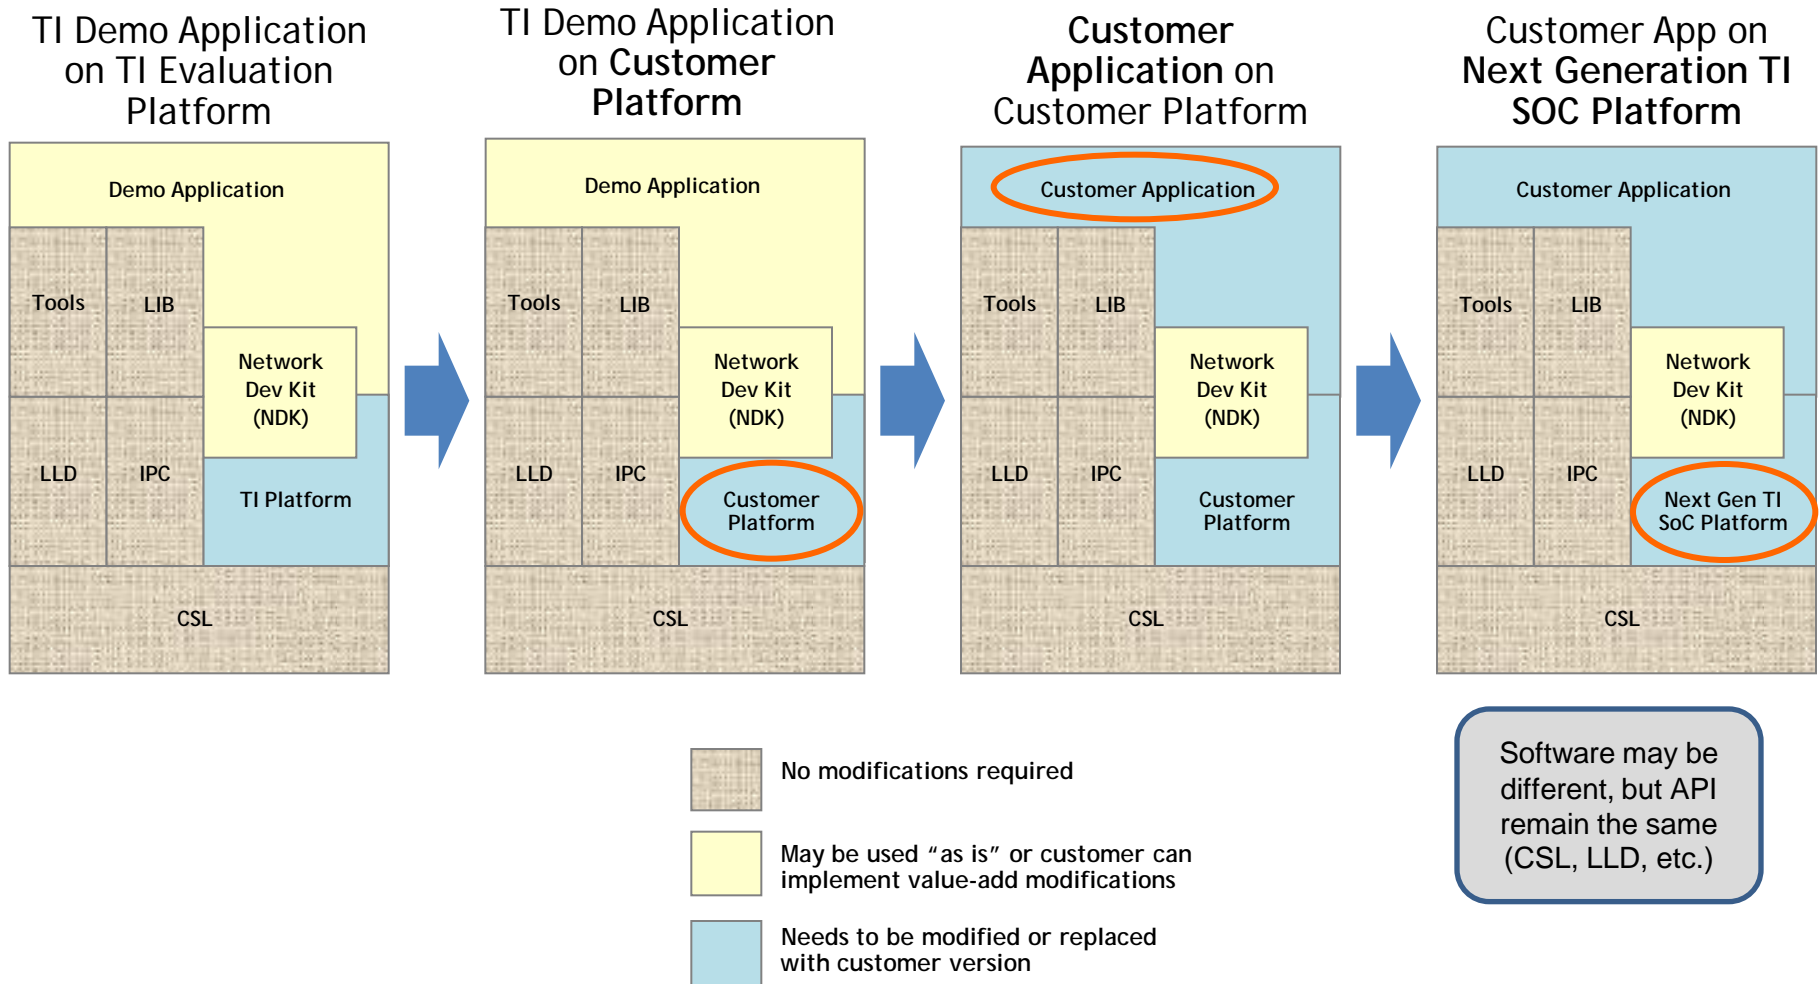 TI Demo Application
on TI Evaluation
Platform
Demo Application
Tools
LIB
Network
Dev Kit
(NDK)
LLD
IPC
TI Platform
CSL
TI Demo Application
on Customer
Platform
Demo Application
Tools
LIB
Network
Dev Kit
(NDK)
LLD
IPC
Customer
Platform
CSL
Customer
Application on
Customer Platform
Customer Application
Tools
LIB
Network
Dev Kit
(NDK)
LLD
IPC
Customer
Platform
CSL
Customer App on
Next Generation TI
SOC Platform
Customer Application
Tools
LIB
Network
Dev Kit
(NDK)
LLD
IPC
Next Gen TI
SoC Platform
CSL
No modifications required
May be used “as is” or customer can
implement value-add modifications
Needs to be modified or replaced
with customer version
Software may be
different, but API
remain the same
(CSL, LLD, etc.)